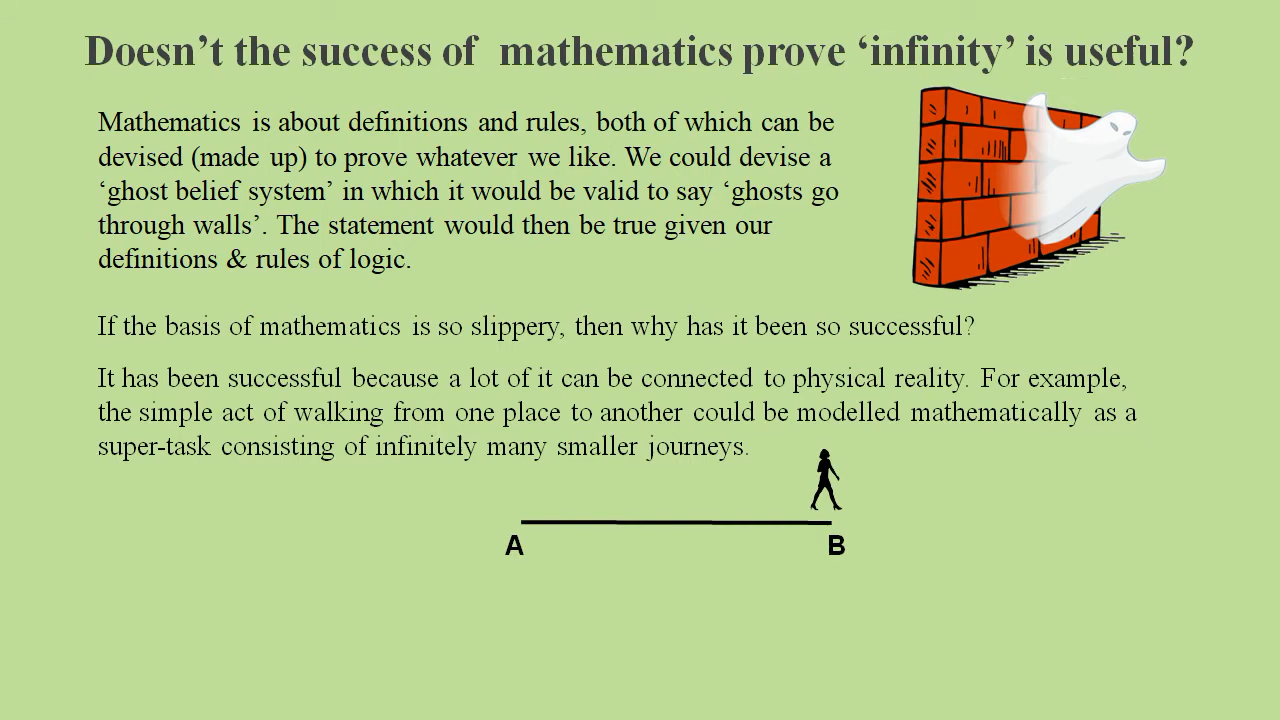 Doesn’t the success of mathematics prove ‘infinity’ is useful?
Mathematics is about definitions and rules, both of which can be
devised (made up) to prove whatever we like. We could devise a
‘ghost belief system’ in which it would be valid to say ‘ghosts go
through walls’. The statement would then be true given our
definitions & rules of logic.
If the basis of mathematics is so slippery, then why has it been so successful?
It has been successful because a lot of it can be connected to physical reality. For example,
the simple act of walking from one place to another could be modelled mathematically as a
super-task consisting of infinitely many smaller journeys.
A B